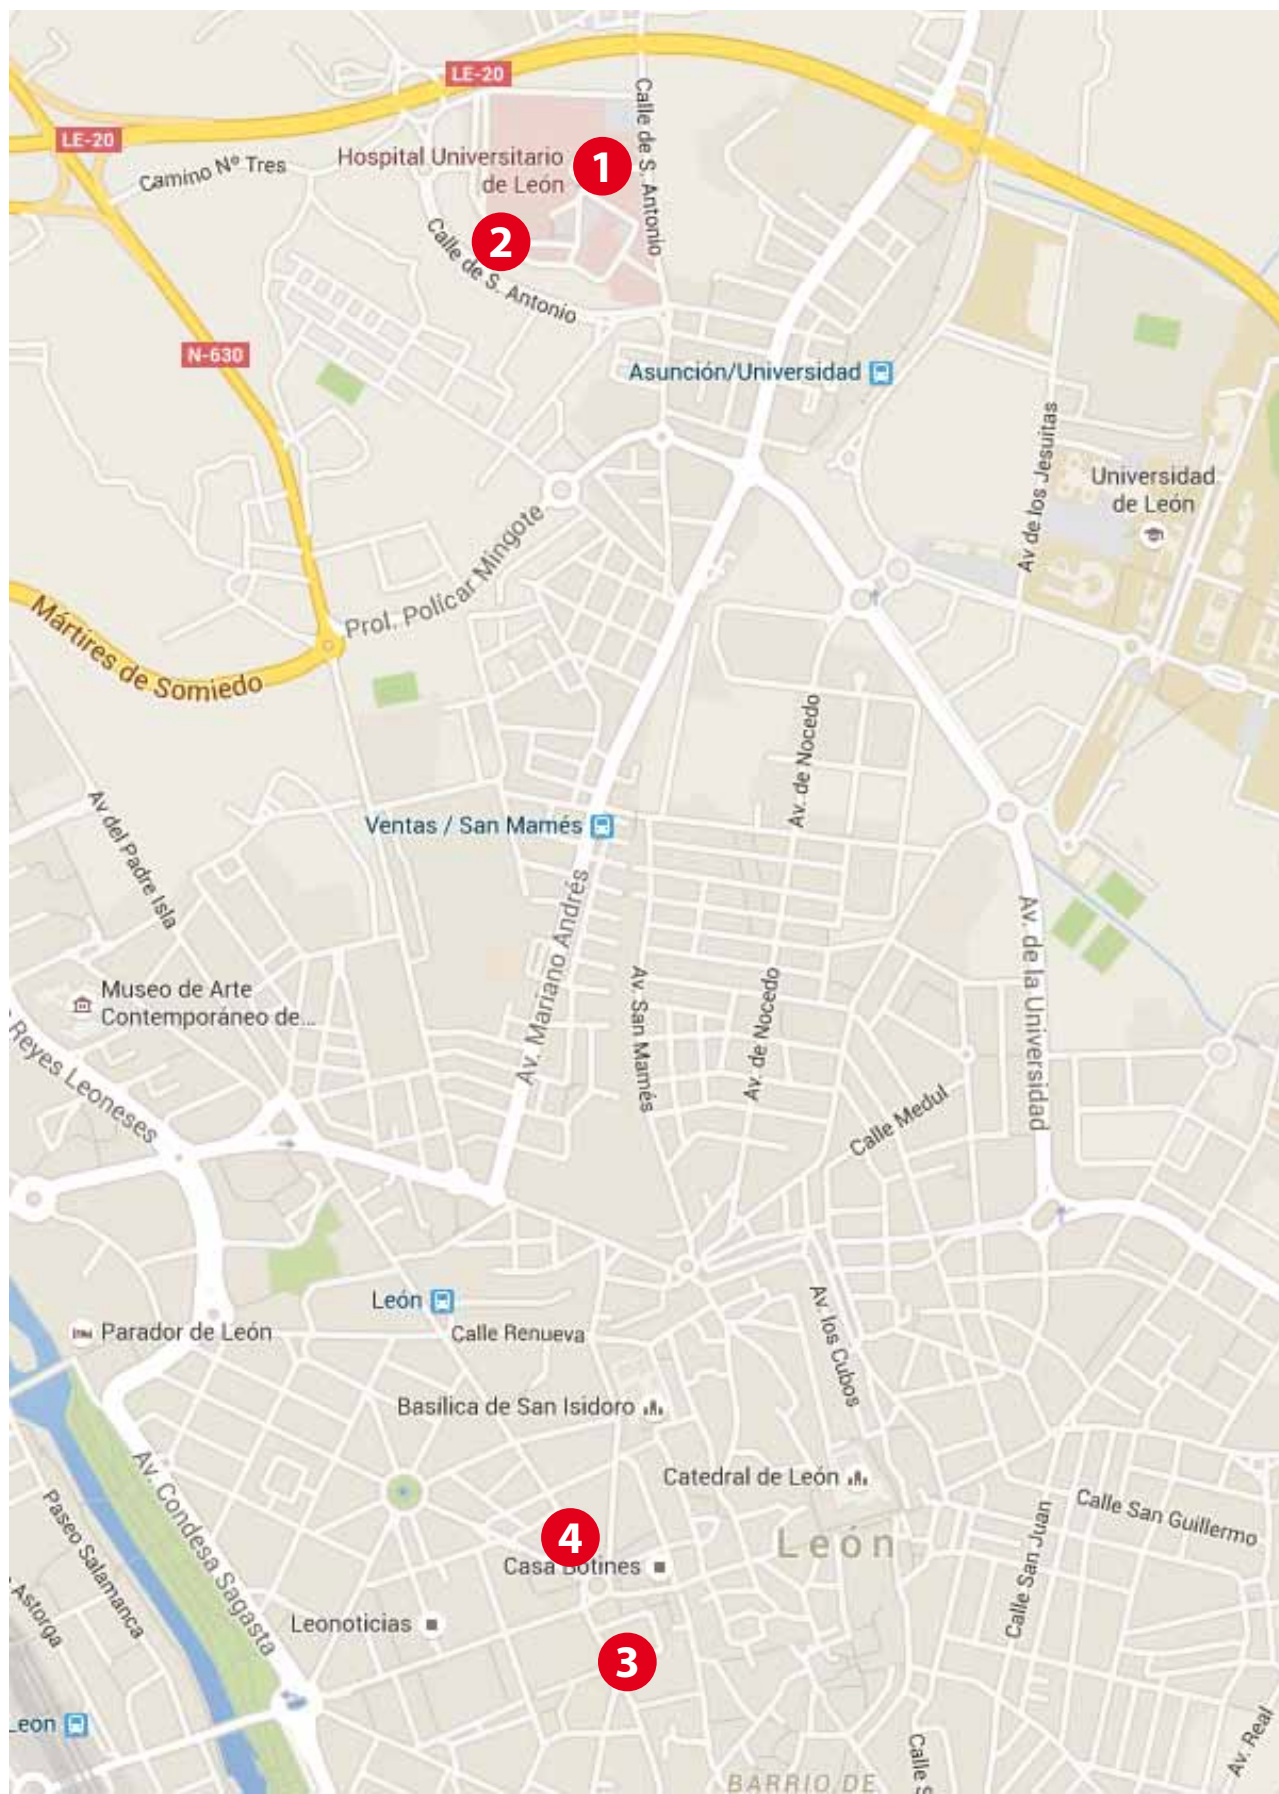 LE-20
LE-20
Calle de S. Antonio
Camino Nº Tres
Hospital Universitario
de León
1
2
Calle de S. Antonio
N-630
Asunción/Universidad
Av de los Jesuitas
Universidad
de León
Prol. Polícar Mingote
Mártires de Somiedo
Av. de Nocedo
Av del Padre Isla
Ventas / San Mamés
Av. Mariano Andrés
Av. de la Universidad
Museo de Arte
Contemporáneo de...
Av. San Mamés
Av. de Nocedo
Reyes Leoneses
Calle Medul
León
Av. los Cubos
Parador de León
Calle Renueva
Basílica de San Isidoro
Av. Condesa Sagasta
Catedral de León
Paseo Salamanca
Calle San Juan
Calle San Guillermo
4
León
Casa Botines
Astorga
Leonoticias
3
Leon
Av. Real
Calle S
BARRIO DE